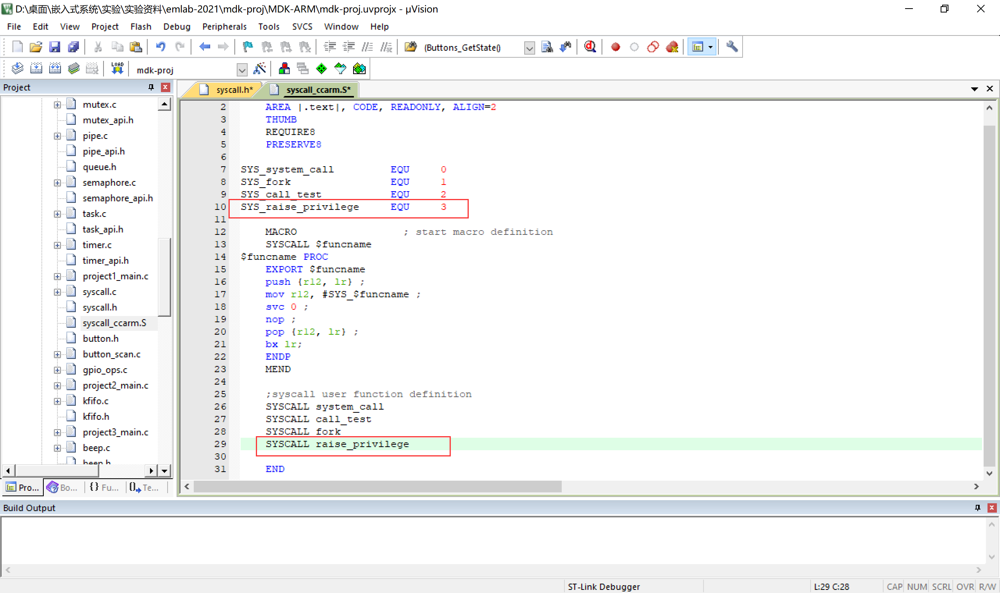 D:\桌面\嵌入式系统\实验\实验资料\emlab-2021\mdk-proj\MDK-ARM\mdk-proj.uvprojx - µVision
File Edit View Project Flash Debug Peripherals Tools SVCS Window Help
(Buttons_GetState()
LOAD mdk-proj
Project
mutex.c
mutex_api.h
pipe.c
pipe_api.h
queue.h
semaphore.c
semaphore_api.h
task.c
task_api.h
timer.c
timer_api.h
project1_main.c
syscall.c
syscall.h
syscall_ccarm.S
button.h
button_scan.c
gpio_ops.c
project2_main.c
kfifo.c
kfifo.h
project3_main.c
beep.c
beep.h
Pro... Bo... {} Fu... Te...
syscall.h* syscall_ccarm.S*
2 AREA |.text|, CODE, READONLY, ALIGN=2
3 THUMB
4 REQUIRE8
5 PRESERVE8
6
7 SYS_system_call EQU 0
8 SYS_fork EQU 1
9 SYS_call_test EQU 2
10 SYS_raise_privilege EQU 3
11
12 MACRO ; start macro definition
13 SYSCALL $funcname
14 $funcname PROC
15 EXPORT $funcname
16 push {r12, lr} ;
17 mov r12, #SYS_$funcname ;
18 svc 0 ;
19 nop ;
20 pop {r12, lr} ;
21 bx lr;
22 ENDP
23 MEND
24
25 ;syscall user function definition
26 SYSCALL system_call
27 SYSCALL call_test
28 SYSCALL fork
29 SYSCALL raise_privilege
30
31 END
Build Output
ST-Link Debugger L:29 C:28 CAP NUM SCRL OVR R/W